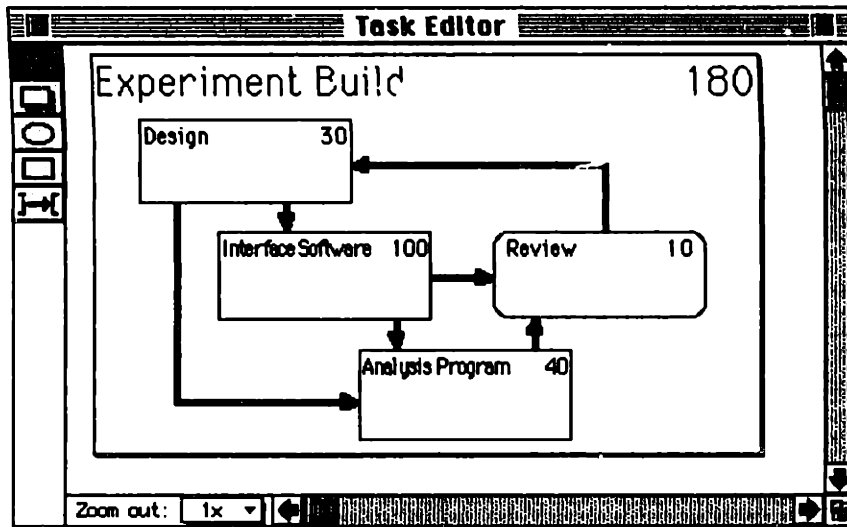 Task Editor
Experiment Build 180
Design 30
Interface Software 100
Review 10
Analysis Program 40
Zoom out: 1x